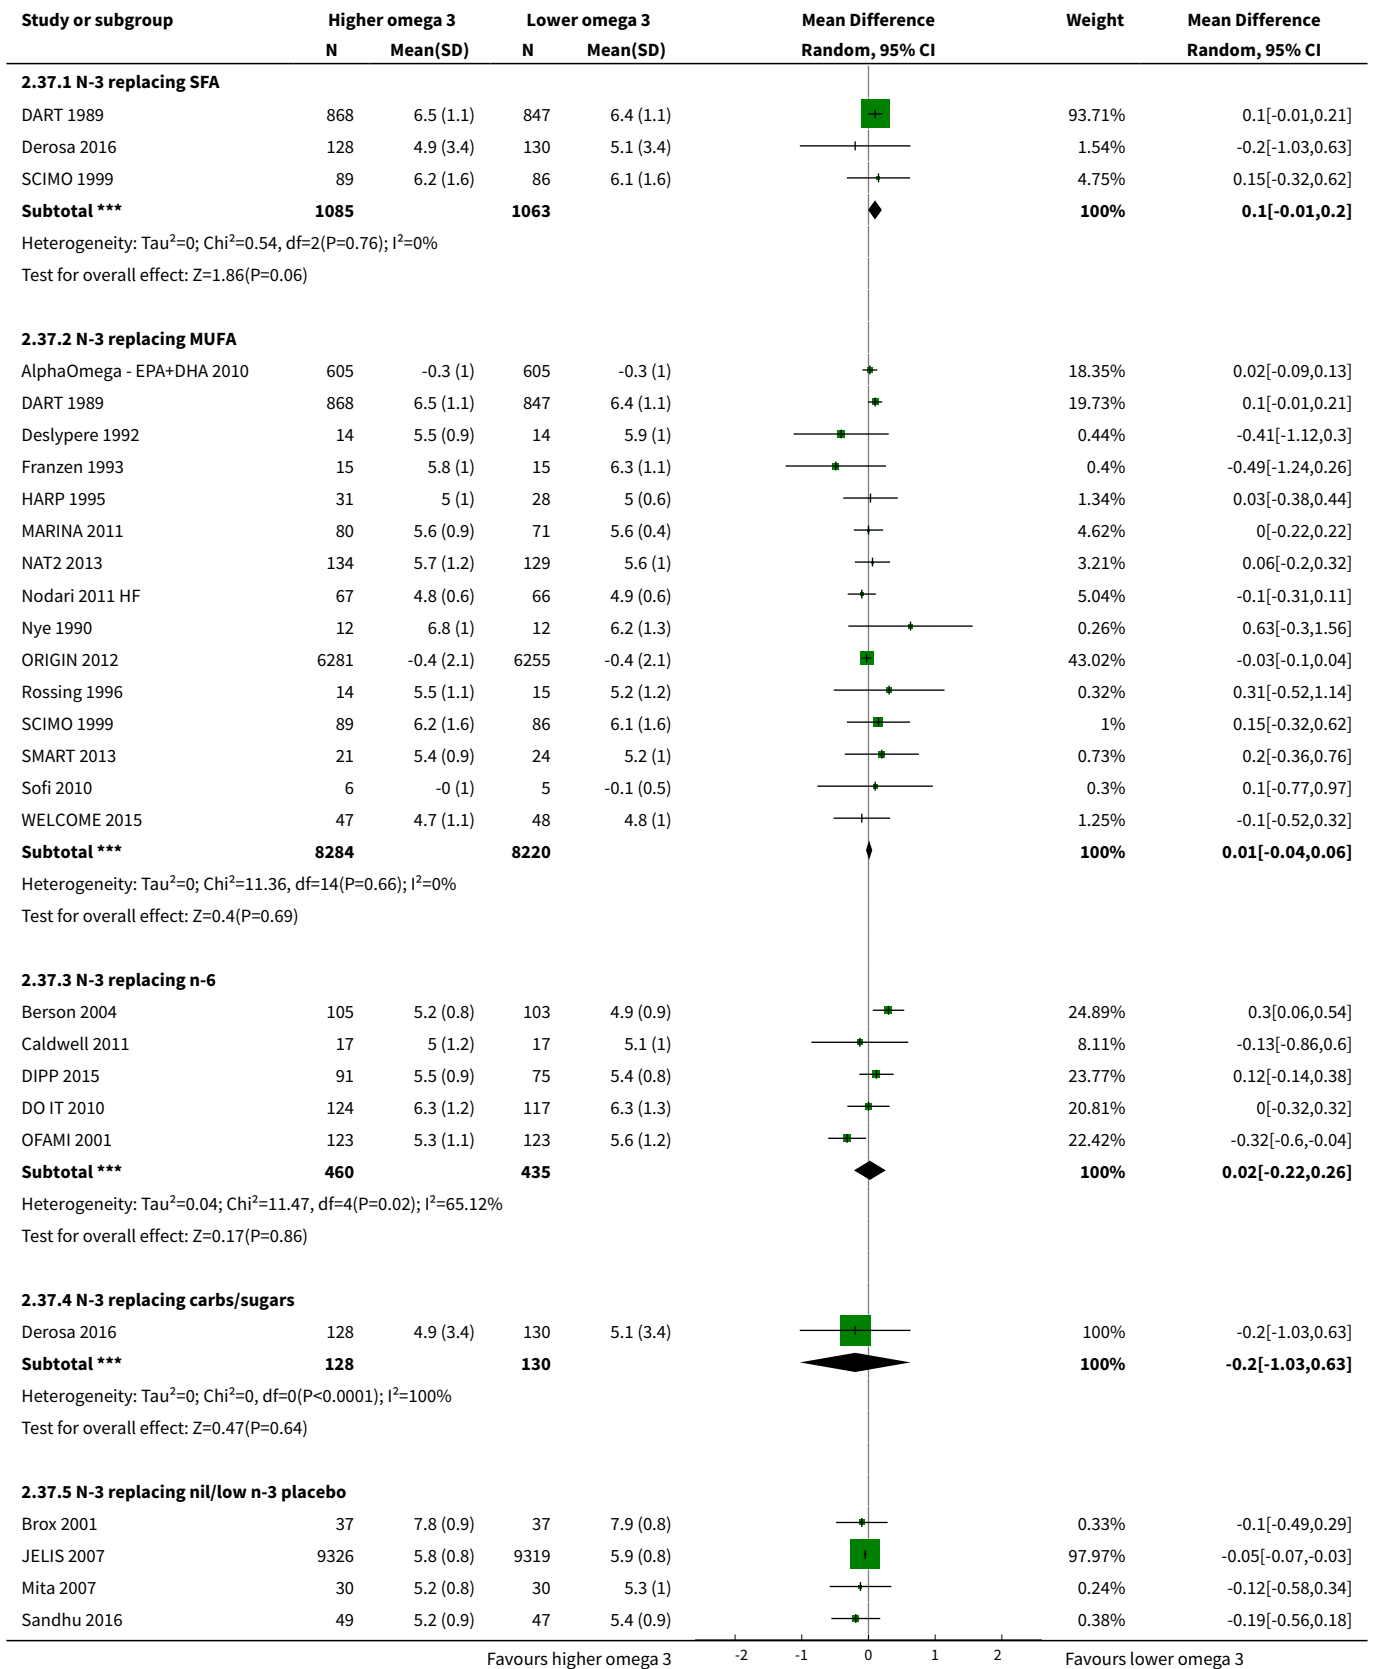 Study or subgroup Higher omega 3 Lower omega 3 Mean Difference Weight Mean Difference
N Mean(SD) N Mean(SD) Random, 95% CI Random, 95% CI
2.37.1 N-3 replacing SFA
DART 1989 868 6.5 (1.1) 847 6.4 (1.1) 93.71% 0.1[-0.01,0.21]
Derosa 2016 128 4.9 (3.4) 130 5.1 (3.4) 1.54% -0.2[-1.03,0.63]
SCIMO 1999 89 6.2 (1.6) 86 6.1 (1.6) 4.75% 0.15[-0.32,0.62]
Subtotal *** 1085 1063 100% 0.1[-0.01,0.2]
Heterogeneity: Tau²=0; Chi²=0.54, df=2(P=0.76); I²=0%
Test for overall effect: Z=1.86(P=0.06)
2.37.2 N-3 replacing MUFA
AlphaOmega - EPA+DHA 2010 605 -0.3 (1) 605 -0.3 (1) 18.35% 0.02[-0.09,0.13]
DART 1989 868 6.5 (1.1) 847 6.4 (1.1) 19.73% 0.1[-0.01,0.21]
Deslypere 1992 14 5.5 (0.9) 14 5.9 (1) 0.44% -0.41[-1.12,0.3]
Franzen 1993 15 5.8 (1) 15 6.3 (1.1) 0.4% -0.49[-1.24,0.26]
HARP 1995 31 5 (1) 28 5 (0.6) 1.34% 0.03[-0.38,0.44]
MARINA 2011 80 5.6 (0.9) 71 5.6 (0.4) 4.62% 0[-0.22,0.22]
NAT2 2013 134 5.7 (1.2) 129 5.6 (1) 3.21% 0.06[-0.2,0.32]
Nodari 2011 HF 67 4.8 (0.6) 66 4.9 (0.6) 5.04% -0.1[-0.31,0.11]
Nye 1990 12 6.8 (1) 12 6.2 (1.3) 0.26% 0.63[-0.3,1.56]
ORIGIN 2012 6281 -0.4 (2.1) 6255 -0.4 (2.1) 43.02% -0.03[-0.1,0.04]
Rossing 1996 14 5.5 (1.1) 15 5.2 (1.2) 0.32% 0.31[-0.52,1.14]
SCIMO 1999 89 6.2 (1.6) 86 6.1 (1.6) 1% 0.15[-0.32,0.62]
SMART 2013 21 5.4 (0.9) 24 5.2 (1) 0.73% 0.2[-0.36,0.76]
Sofi 2010 6 -0 (1) 5 -0.1 (0.5) 0.3% 0.1[-0.77,0.97]
WELCOME 2015 47 4.7 (1.1) 48 4.8 (1) 1.25% -0.1[-0.52,0.32]
Subtotal *** 8284 8220 100% 0.01[-0.04,0.06]
Heterogeneity: Tau²=0; Chi²=11.36, df=14(P=0.66); I²=0%
Test for overall effect: Z=0.4(P=0.69)
2.37.3 N-3 replacing n-6
Berson 2004 105 5.2 (0.8) 103 4.9 (0.9) 24.89% 0.3[0.06,0.54]
Caldwell 2011 17 5 (1.2) 17 5.1 (1) 8.11% -0.13[-0.86,0.6]
DIPP 2015 91 5.5 (0.9) 75 5.4 (0.8) 23.77% 0.12[-0.14,0.38]
DO IT 2010 124 6.3 (1.2) 117 6.3 (1.3) 20.81% 0[-0.32,0.32]
OFAMI 2001 123 5.3 (1.1) 123 5.6 (1.2) 22.42% -0.32[-0.6,-0.04]
Subtotal *** 460 435 100% 0.02[-0.22,0.26]
Heterogeneity: Tau²=0.04; Chi²=11.47, df=4(P=0.02); I²=65.12%
Test for overall effect: Z=0.17(P=0.86)
2.37.4 N-3 replacing carbs/sugars
Derosa 2016 128 4.9 (3.4) 130 5.1 (3.4) 100% -0.2[-1.03,0.63]
Subtotal *** 128 130 100% -0.2[-1.03,0.63]
Heterogeneity: Tau²=0; Chi²=0, df=0(P<0.0001); I²=100%
Test for overall effect: Z=0.47(P=0.64)
2.37.5 N-3 replacing nil/low n-3 placebo
Brox 2001 37 7.8 (0.9) 37 7.9 (0.8) 0.33% -0.1[-0.49,0.29]
JELIS 2007 9326 5.8 (0.8) 9319 5.9 (0.8) 97.97% -0.05[-0.07,-0.03]
Mita 2007 30 5.2 (0.8) 30 5.3 (1) 0.24% -0.12[-0.58,0.34]
Sandhu 2016 49 5.2 (0.9) 47 5.4 (0.9) 0.38% -0.19[-0.56,0.18]
Favours higher omega 3 -2 -1 0 1 2 Favours lower omega 3